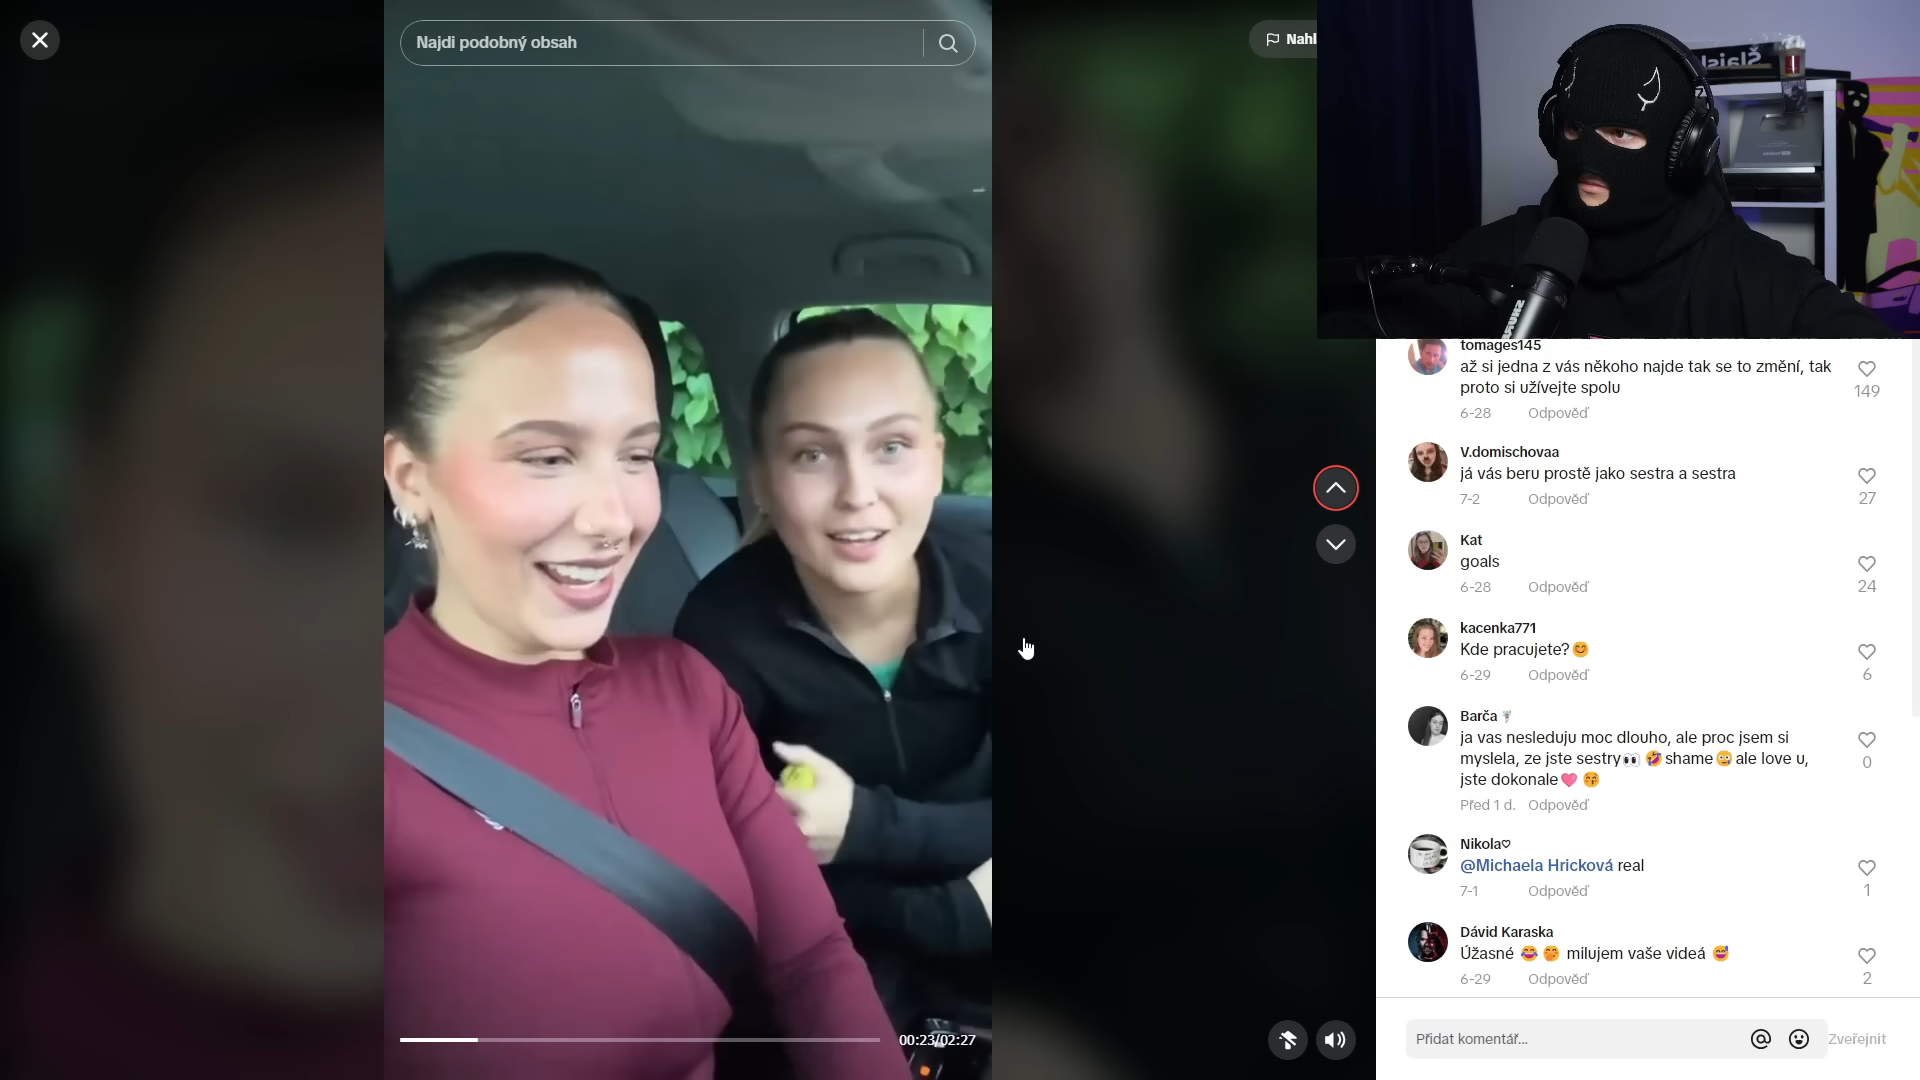 Najdi podobný obsah
Nahl
tomages145
až si jedna z vás někoho najde tak se to změní, tak
proto si užívejte spolu
149
6-28 Odpověď
V.domischovaa
já vás beru prostě jako sestra a sestra
27
7-2 Odpověď
Kat
goals
24
6-28 Odpověď
kacenka771
Kde pracujete?😊
6
6-29 Odpověď
Barča
ja vas nesleduju moc dlouho, ale proc jsem si
myslela, ze jste sestry👀 🤣shame😳ale love u,
jste dokonale🩷 😚
0
Před 1 d. Odpověď
Nikola♡
@Michaela Hricková real
1
7-1 Odpověď
Dávid Karaska
Úžasné 😂 🤭 milujem vaše videá 😅
2
6-29 Odpověď
00:23/02:27
Přidat komentář...
Zveřejnit